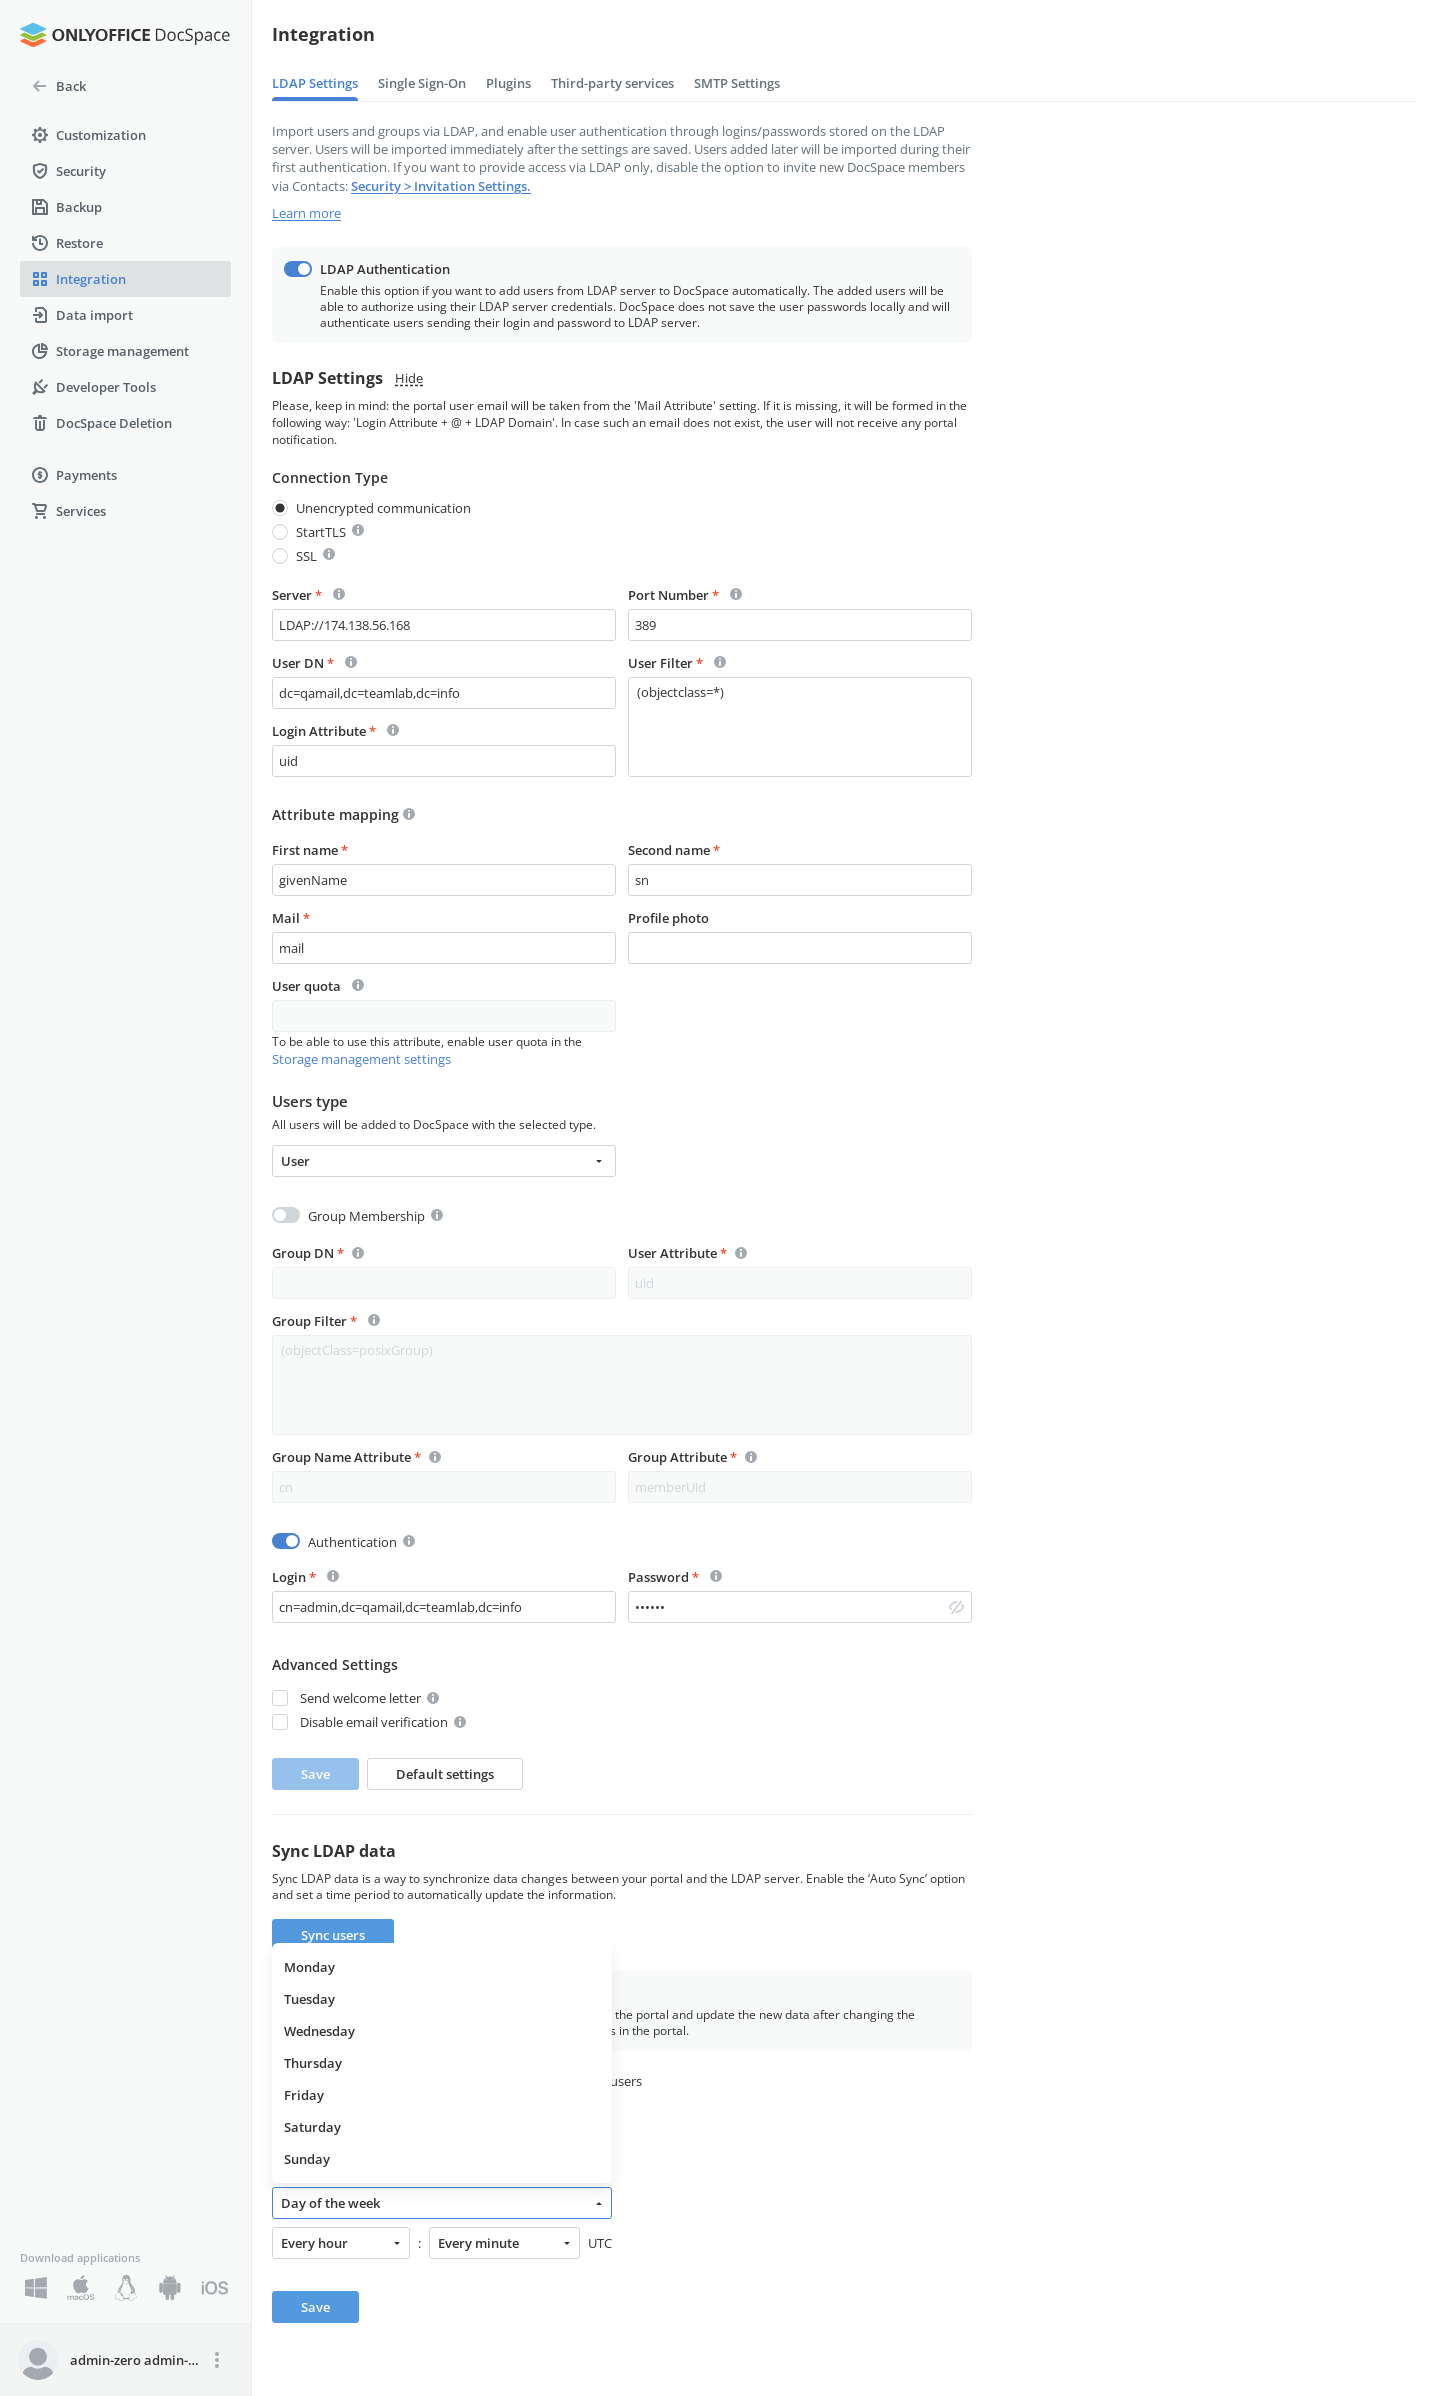 ONLYOFFICE DocSpace
Back
Customization
Security
Backup
Restore
Integration
Data import
Storage management
Developer Tools
DocSpace Deletion
Payments
Services
Download applications
macOS
iOS
admin-zero admin-...
Integration
LDAP Settings Single Sign-On Plugins Third-party services SMTP Settings
Import users and groups via LDAP, and enable user authentication through logins/passwords stored on the LDAP
server. Users will be imported immediately after the settings are saved. Users added later will be imported during their
first authentication. If you want to provide access via LDAP only, disable the option to invite new DocSpace members
via Contacts: Security > Invitation Settings.
Learn more
LDAP Authentication
Enable this option if you want to add users from LDAP server to DocSpace automatically. The added users will be
able to authorize using their LDAP server credentials. DocSpace does not save the user passwords locally and will
authenticate users sending their login and password to LDAP server.
LDAP Settings Hide
Please, keep in mind: the portal user email will be taken from the 'Mail Attribute' setting. If it is missing, it will be formed in the
following way: 'Login Attribute + @ + LDAP Domain'. In case such an email does not exist, the user will not receive any portal
notification.
Connection Type
Unencrypted communication
StartTLS
SSL
Server * Port Number *
LDAP://174.138.56.168 389
User DN * User Filter *
dc=qamail,dc=teamlab,dc=info (objectclass=*)
Login Attribute *
uid
Attribute mapping
First name * Second name *
givenName sn
Mail * Profile photo
mail
User quota
To be able to use this attribute, enable user quota in the
Storage management settings
Users type
All users will be added to DocSpace with the selected type.
User
Group Membership
Group DN * User Attribute *
uid
Group Filter *
(objectClass=posixGroup)
Group Name Attribute * Group Attribute *
cn memberUid
Authentication
Login * Password *
cn=admin,dc=qamail,dc=teamlab,dc=info ••••••
Advanced Settings
Send welcome letter
Disable email verification
Save Default settings
Sync LDAP data
Sync LDAP data is a way to synchronize data changes between your portal and the LDAP server. Enable the ‘Auto Sync’ option
and set a time period to automatically update the information.
Sync users
Monday
Tuesday
the portal and update the new data after changing the
Wednesday
s in the portal.
Thursday
users
Friday
Saturday
Sunday
Day of the week
Every hour : Every minute UTC
Save